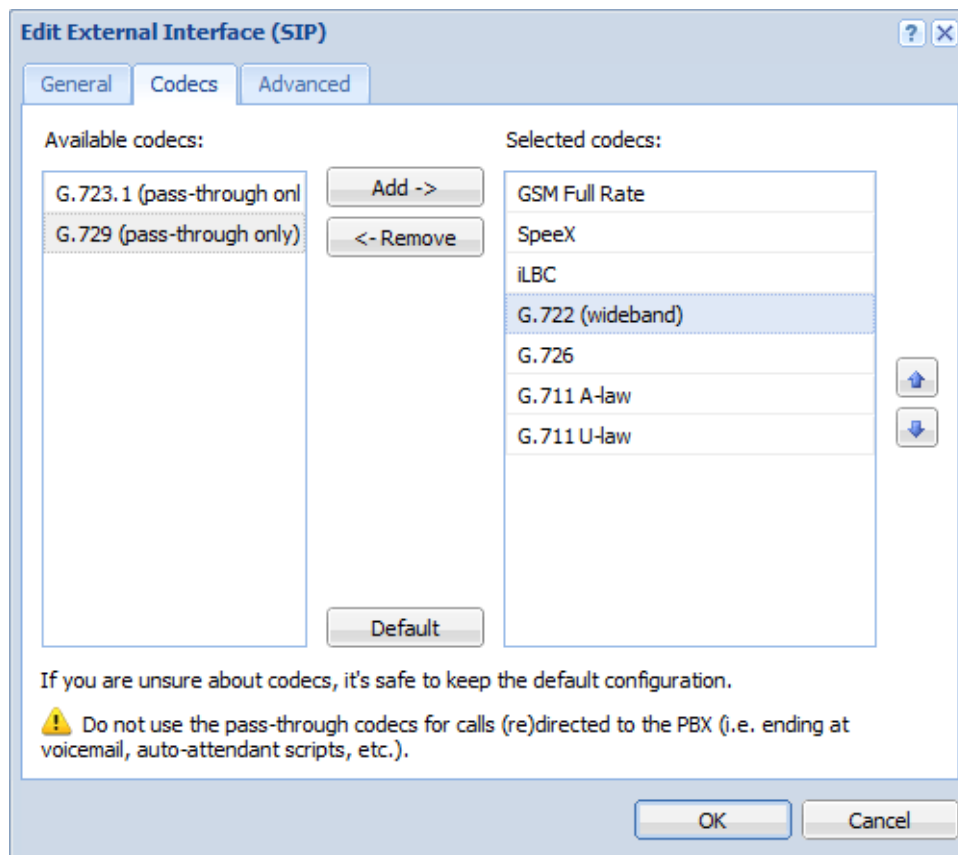 Edit External Interface (SIP)
General
Codecs
Advanced
Available codecs:
Selected codecs:
G.723.1 (pass-through onl
G.729 (pass-through only)
Add ->
<- Remove
Default
GSM Full Rate
SpeeX
iLBC
G.722 (wideband)
G.726
G.711 A-law
G.711 U-law
If you are unsure about codecs, it's safe to keep the default configuration.
Do not use the pass-through codecs for calls (re)directed to the PBX (i.e. ending at
voicemail, auto-attendant scripts, etc.).
OK
Cancel